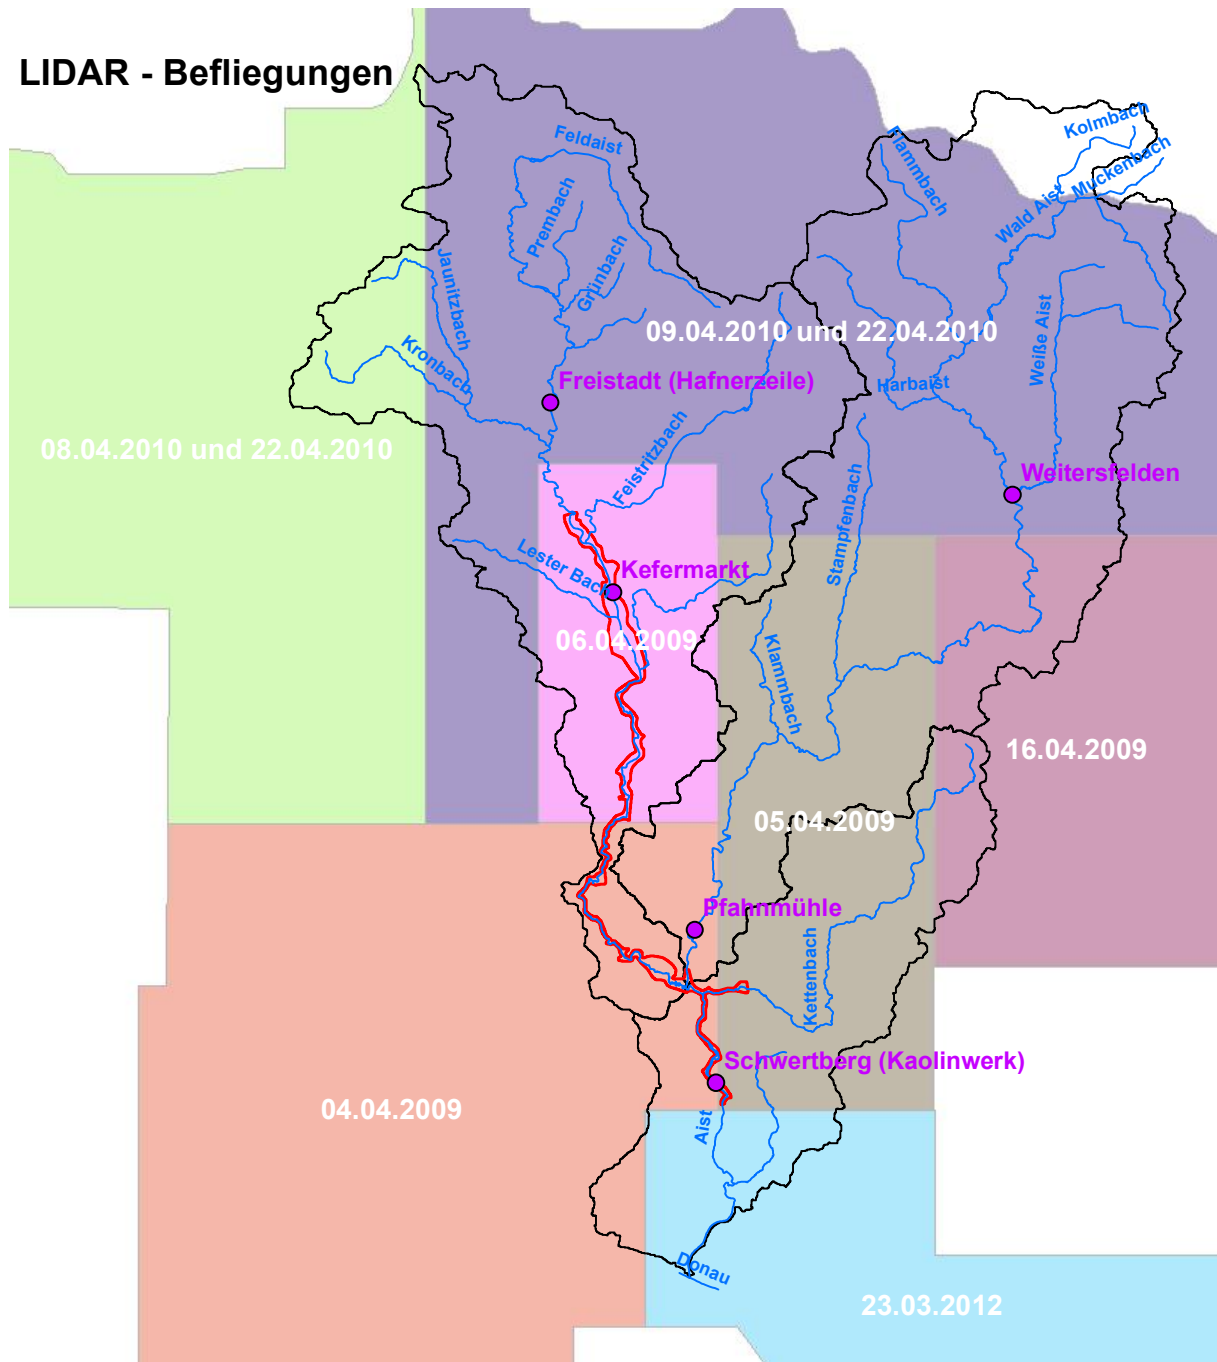 LIDAR - Befliegungen
Kolmbach
Feldaist
Flammbach
Muckenbach
Prembach
Wald Aist
Jaunitzbach
Grünbach
09.04.2010 und 22.04.2010
Weiße Aist
Kronbach
Freistadt (Hafnerzeile)
Harbaist
08.04.2010 und 22.04.2010
Feistritzbach
Weitersfelden
Stampfenbach
Lester Bach
Kefermarkt
06.04.2009
Klammbach
16.04.2009
05.04.2009
Pfahnmühle
Kettenbach
Schwertberg (Kaolinwerk)
04.04.2009
Aist
Donau
23.03.2012